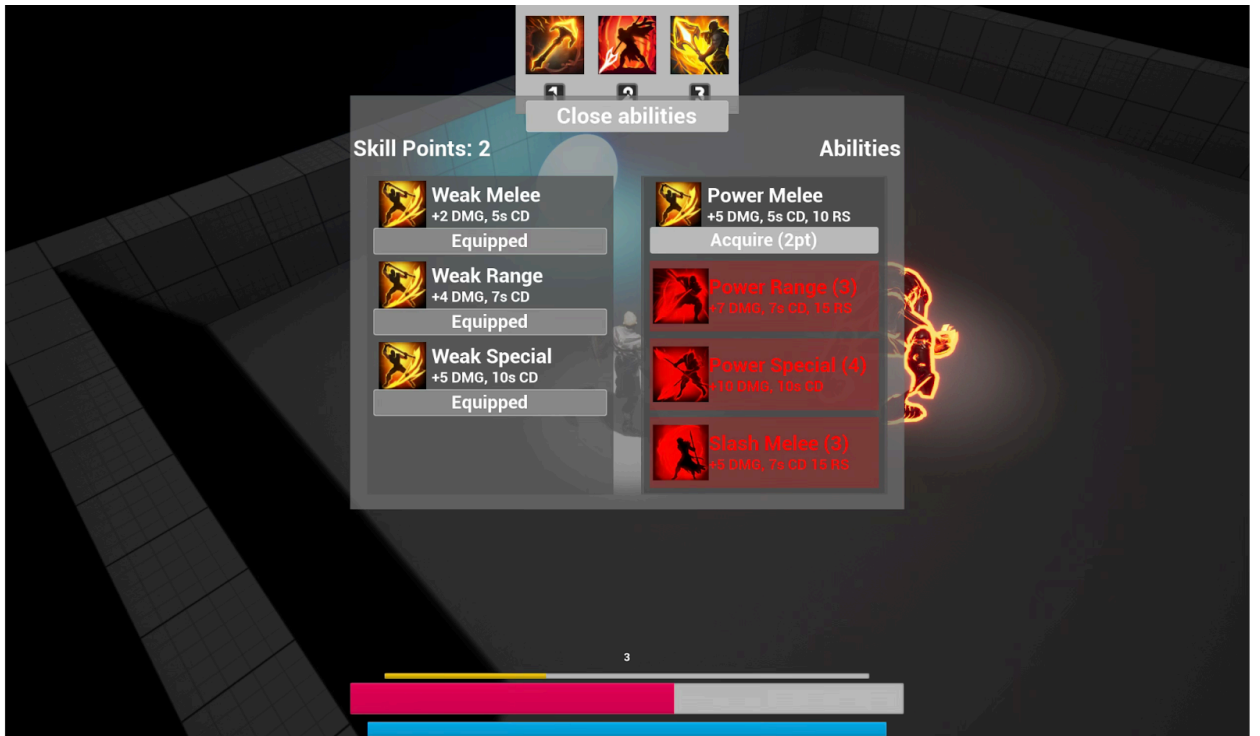 1 2 3
Close abilities
Skill Points: 2
Abilities
Weak Melee
+2 DMG, 5s CD
Equipped
Weak Range
+4 DMG, 7s CD
Equipped
Weak Special
+5 DMG, 10s CD
Equipped
Power Melee
+5 DMG, 5s CD, 10 RS
Acquire (2pt)
Power Range (3)
+7 DMG, 7s CD, 15 RS
Power Special (4)
+10 DMG, 10s CD
Slash Melee (3)
+6 DMG, 7s CD 15 RS
3